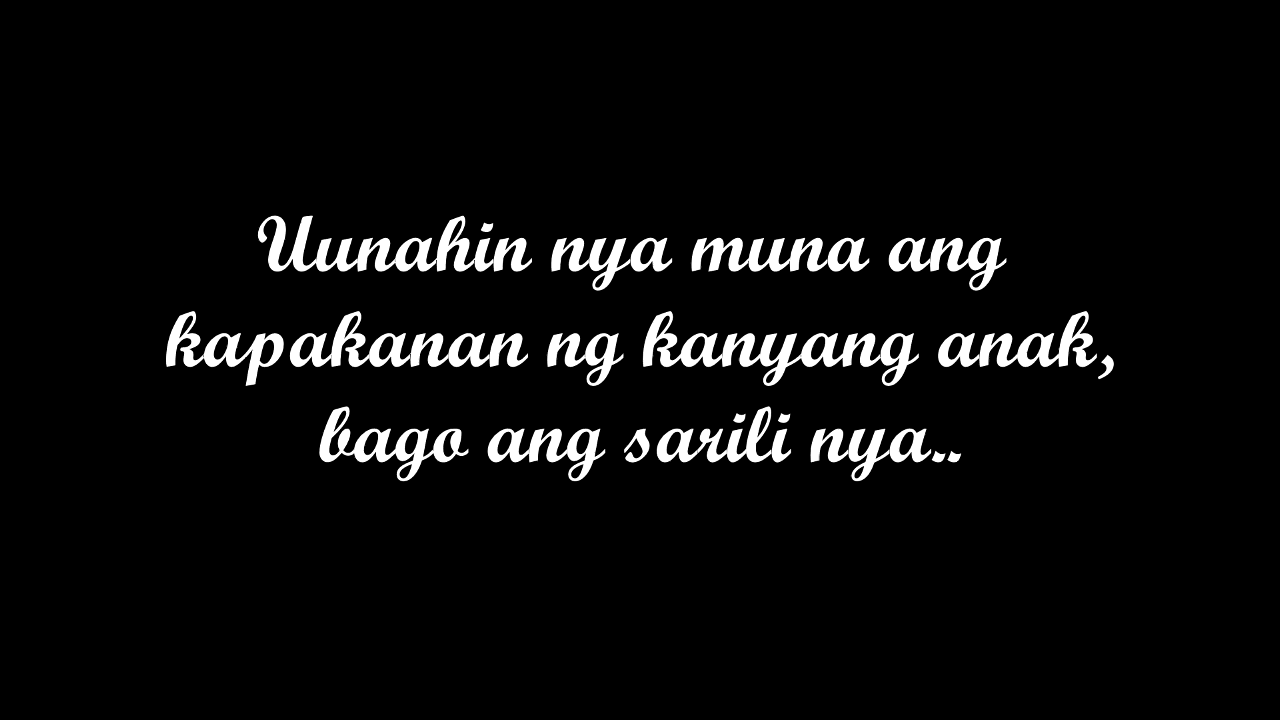 Uunahin nya muna ang
kapakanan ng kanyang anak,
bago ang sarili nya..